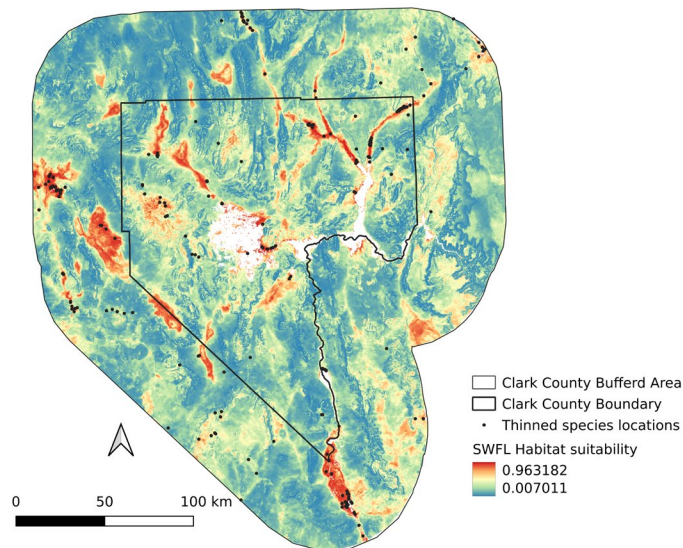 Clark County Bufferd Area
Clark County Boundary
Thinned species locations
SWFL Habitat suitability
0.963182
0.007011
0 50 100 km